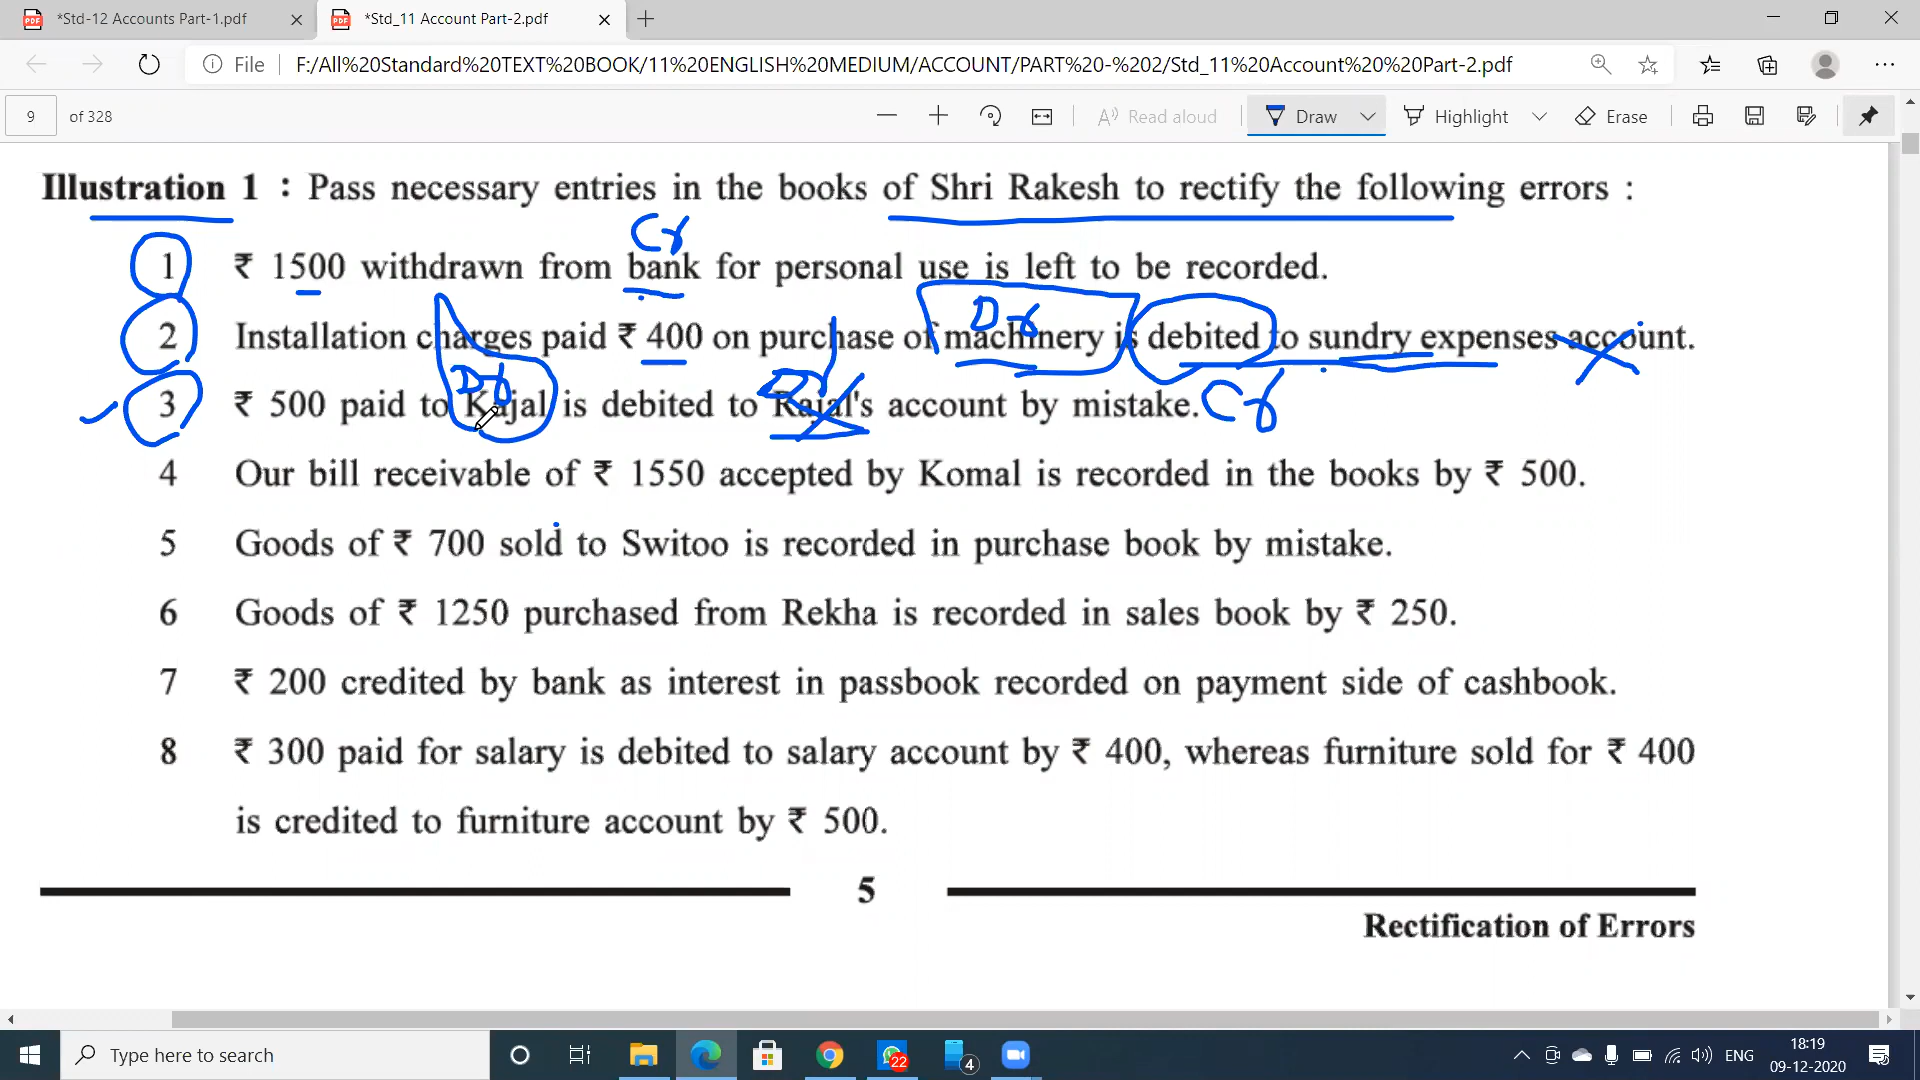 *Std-12 Accounts Part-1.pdf
*Std_11 Account Part-2.pdf
File
F:/All%20Standard%20TEXT%20BOOK/11%20ENGLISH%20MEDIUM/ACCOUNT/PART%20-%202/Std_11%20Account%20%20Part-2.pdf
9 of 328
Read aloud
Draw
Highlight
Erase
Illustration 1 : Pass necessary entries in the books of Shri Rakesh to rectify the following errors :
Cr
1 ₹ 1500 withdrawn from bank for personal use is left to be recorded.
Dr
2 Installation charges paid ₹ 400 on purchase of machinery is debited to sundry expenses account.
Dr Dr Cr
3 ₹ 500 paid to Kajal is debited to Rajal's account by mistake.
4 Our bill receivable of ₹ 1550 accepted by Komal is recorded in the books by ₹ 500.
5 Goods of ₹ 700 sold to Switoo is recorded in purchase book by mistake.
6 Goods of ₹ 1250 purchased from Rekha is recorded in sales book by ₹ 250.
7 ₹ 200 credited by bank as interest in passbook recorded on payment side of cashbook.
8 ₹ 300 paid for salary is debited to salary account by ₹ 400, whereas furniture sold for ₹ 400
is credited to furniture account by ₹ 500.
5
Rectification of Errors
Type here to search
22
4
ENG
18:19
09-12-2020